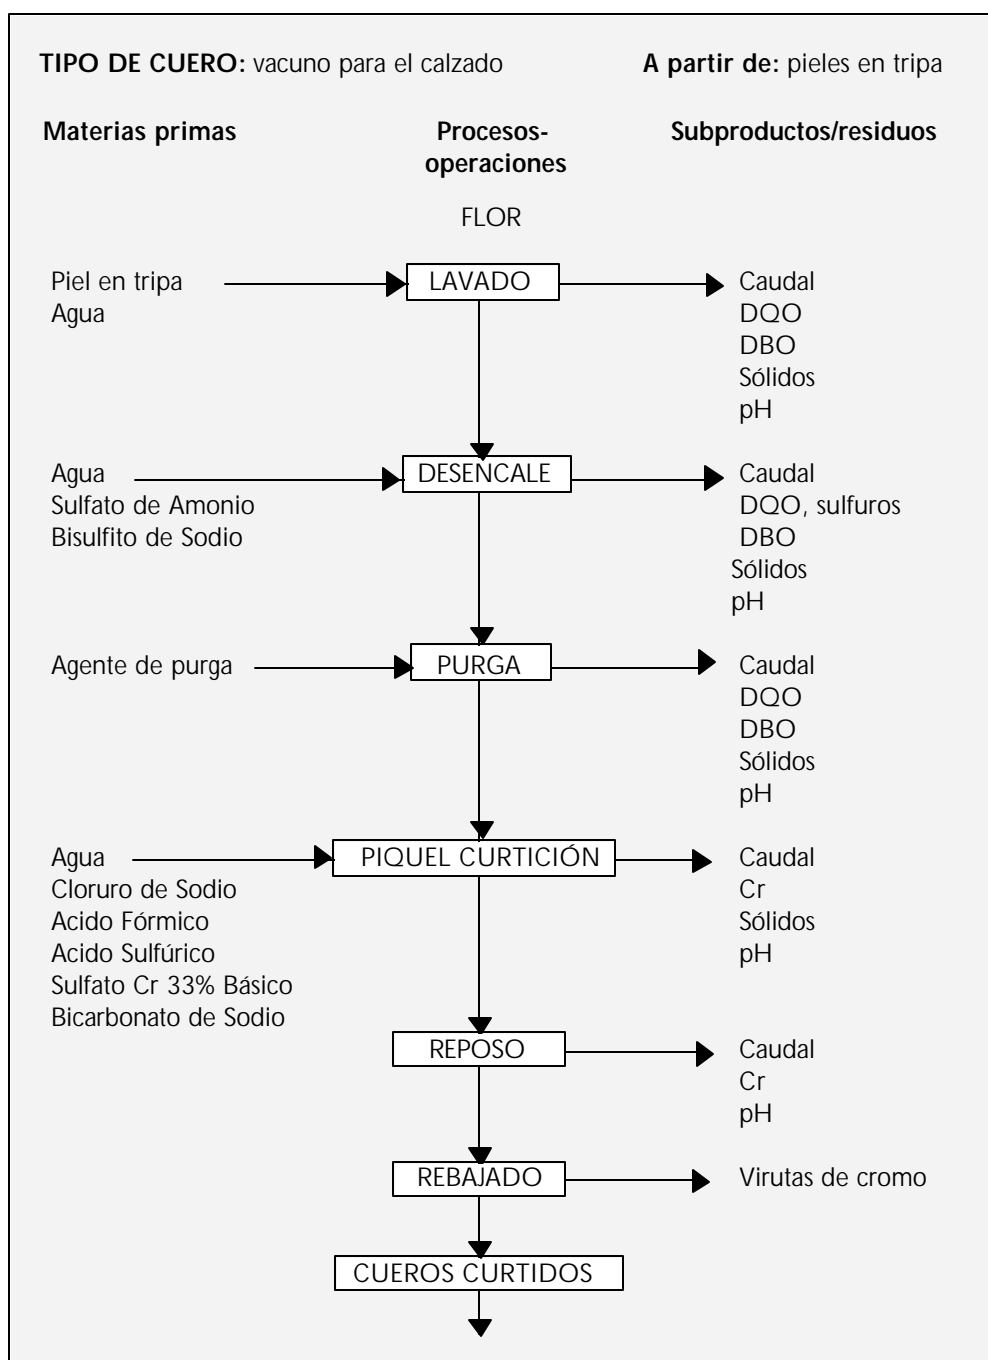 TIPO DE CUERO: vacuno para el calzado
A partir de: pieles en tripa
Materias primas
Procesos-
operaciones
Subproductos/residuos
FLOR
Piel en tripa
Agua
LAVADO
Caudal
DQO
DBO
Sólidos
pH
Agua
Sulfato de Amonio
Bisulfito de Sodio
DESENCALE
Caudal
DQO, sulfuros
DBO
Sólidos
pH
Agente de purga
PURGA
Caudal
DQO
DBO
Sólidos
pH
Agua
Cloruro de Sodio
Acido Fórmico
Acido Sulfúrico
Sulfato Cr 33% Básico
Bicarbonato de Sodio
PIQUEL CURTICIÓN
Caudal
Cr
Sólidos
pH
REPOSO
Caudal
Cr
pH
REBAJADO
Virutas de cromo
CUEROS CURTIDOS